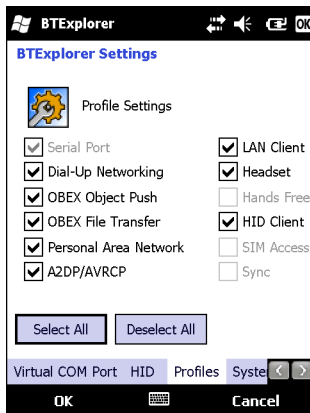 BTExplorer OK
BTExplorer Settings
Profile Settings
Serial Port
LAN Client
Dial-Up Networking
Headset
OBEX Object Push
Hands Free
OBEX File Transfer
HID Client
Personal Area Network
SIM Access
A2DP/AVRCP
Sync
Select All
Deselect All
Virtual COM Port HID Profiles Syste
OK
Cancel